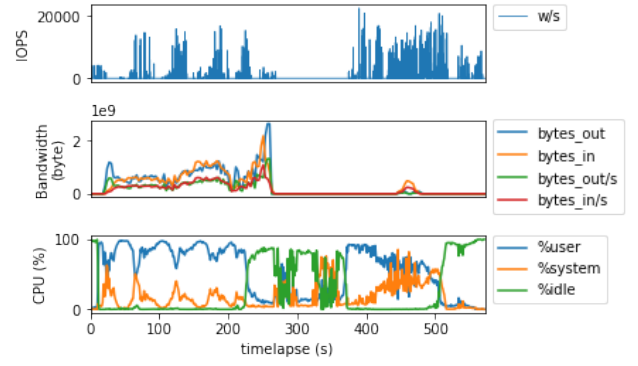 IOPS
20000
0
w/s
1e9
Bandwidth
(byte)
2
0
bytes_out
bytes_in
bytes_out/s
bytes_in/s
CPU (%)
100
0
%user
%system
%idle
0 100 200 300 400 500
timelapse (s)